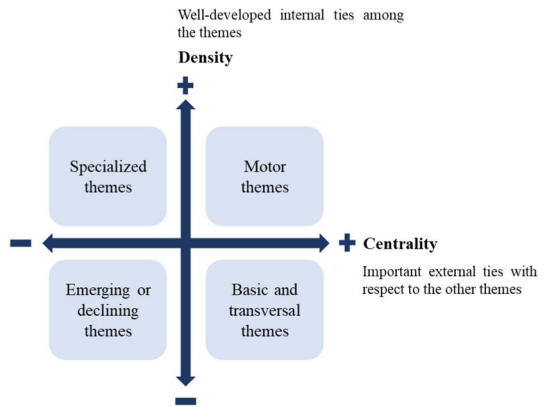 Well-developed internal ties among
the themes
Density
+
Specialized
themes
Motor
themes
−
+ Centrality
Important external ties with
respect to the other themes
Emerging or
declining
themes
Basic and
transversal
themes
−